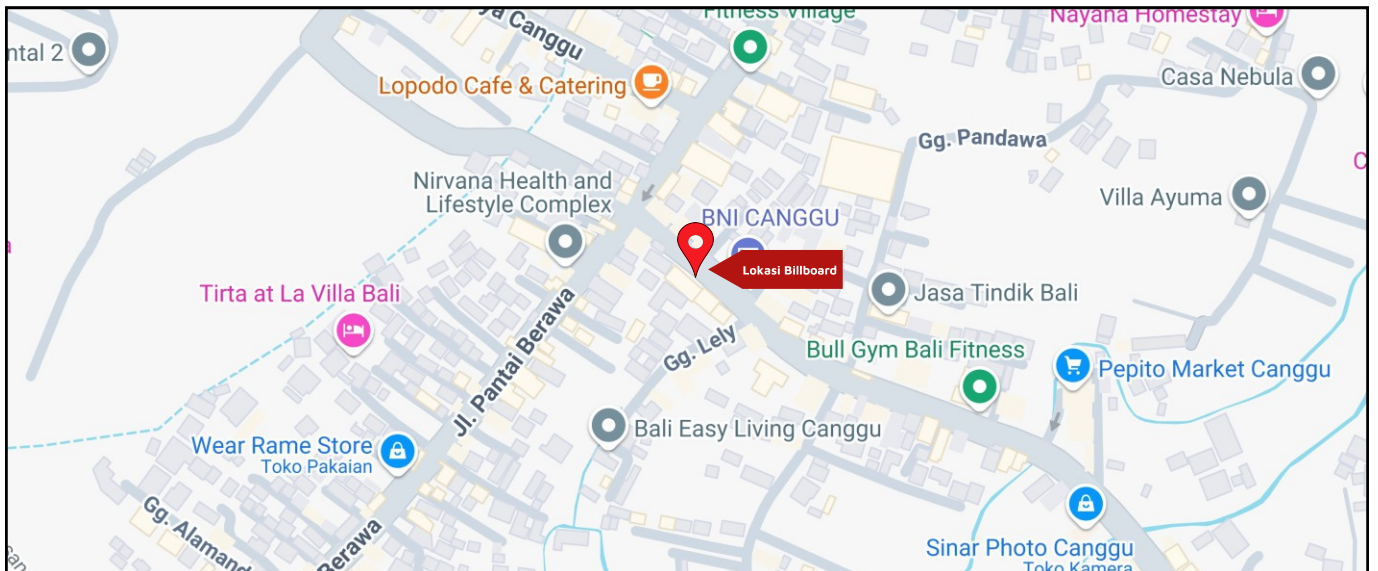 Fitness Village
Nayana Homestay
ya Canggu
ntal 2
Lopodo Cafe & Catering
Casa Nebula
Gg. Pandawa
Nirvana Health and
Lifestyle Complex
Villa Ayuma
BNI CANGGU
Lokasi Billboard
Tirta at La Villa Bali
Jasa Tindik Bali
Jl. Pantai Berawa
Gg. Lely
Bull Gym Bali Fitness
Pepito Market Canggu
Bali Easy Living Canggu
Wear Rame Store
Toko Pakaian
Gg. Alamand
Berawa
Sinar Photo Canggu
Toko Kamera